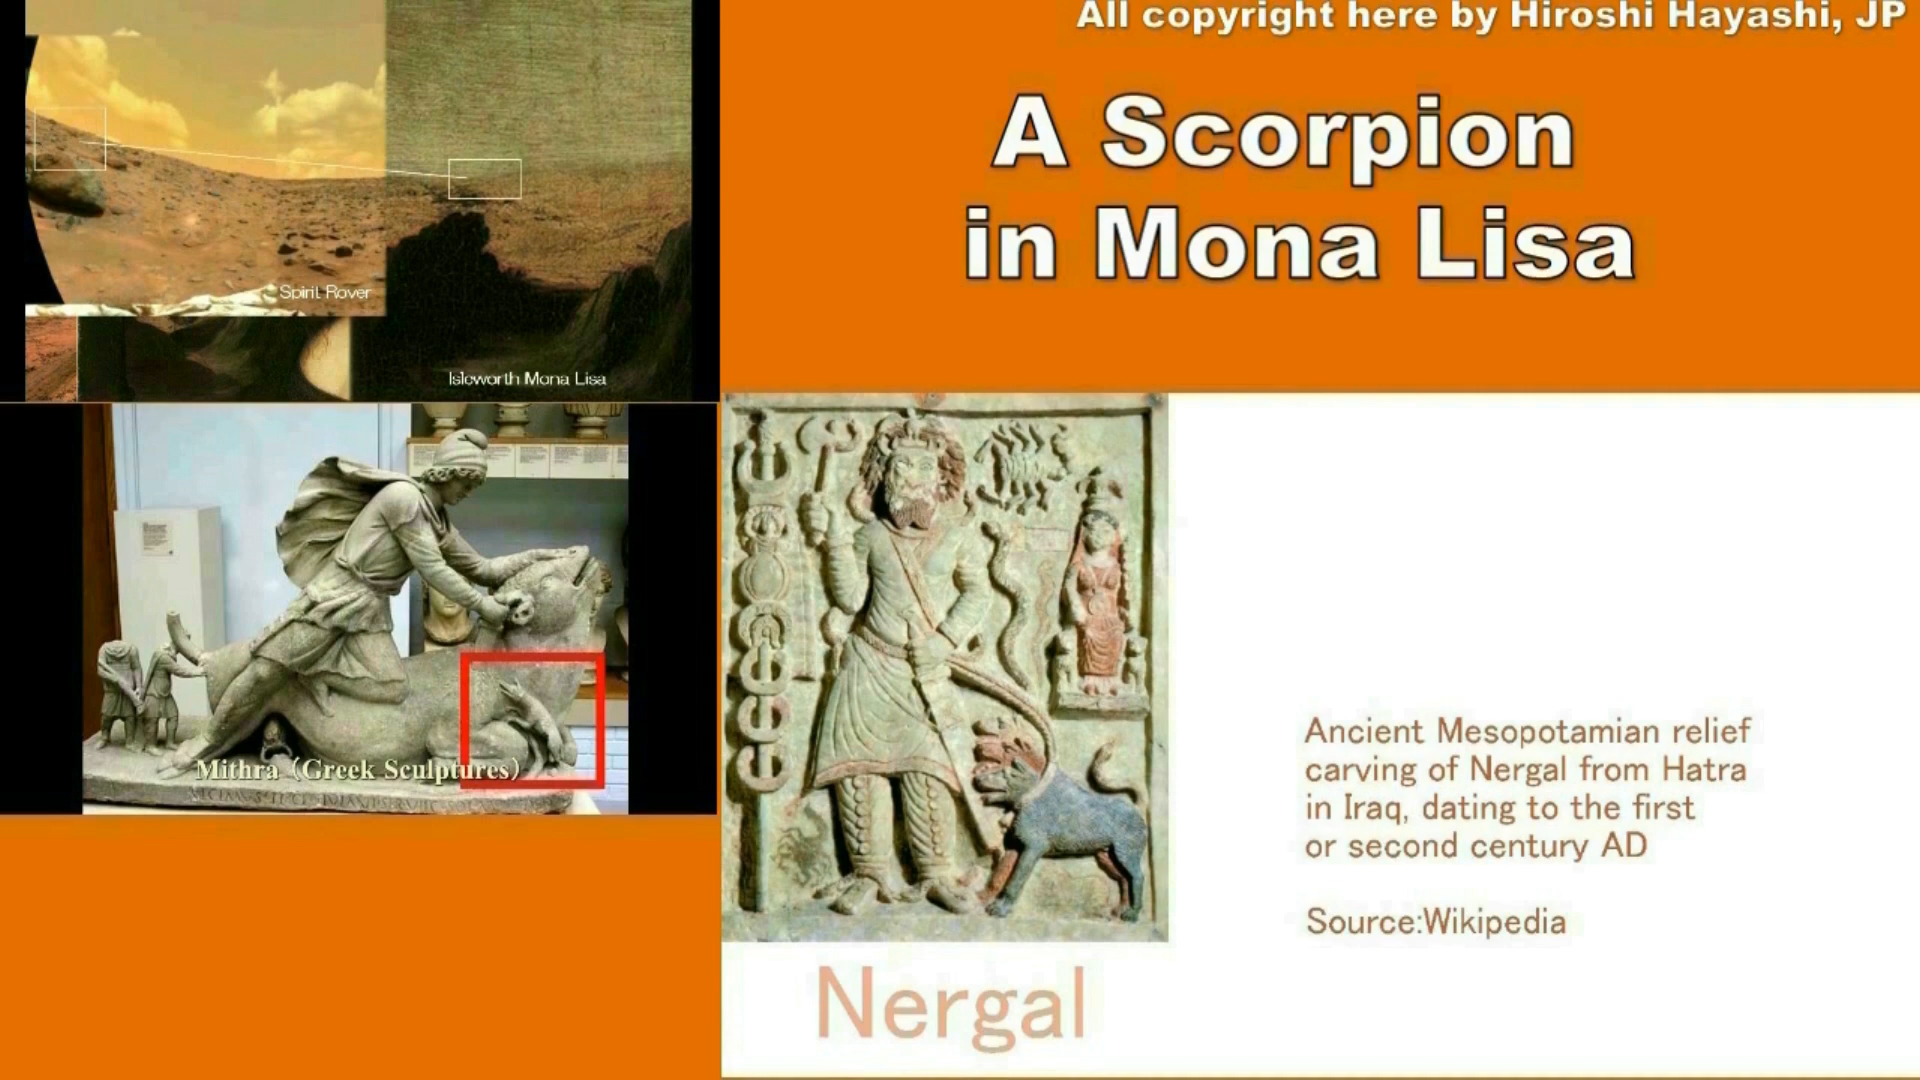 All copyright here by Hiroshi Hayashi, JP
A Scorpion
in Mona Lisa
Spirit Rover
Isleworth Mona Lisa
Mithra (Greek Sculptures)
Ancient Mesopotamian relief
carving of Nergal from Hatra
in Iraq, dating to the first
or second century AD
Source:Wikipedia
Nergal